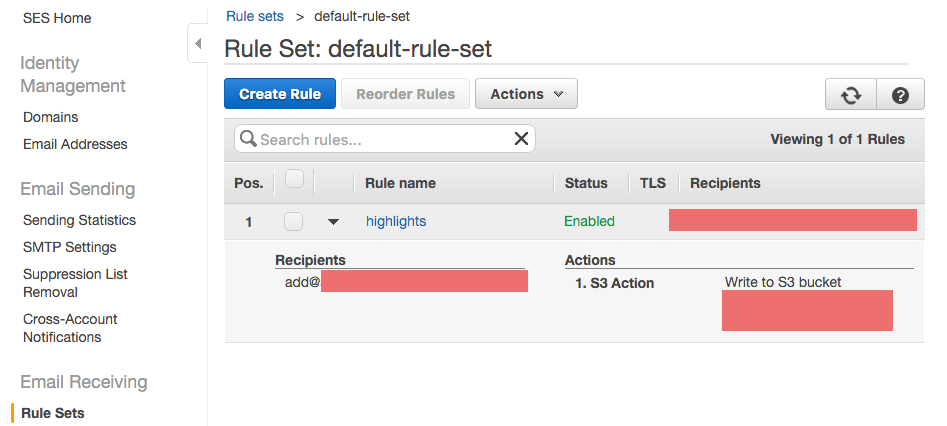 SES Home
Identity
Management
Domains
Email Addresses
Email Sending
Sending Statistics
SMTP Settings
Suppression List
Removal
Cross-Account
Notifications
Email Receiving
Rule Sets
Rule sets > default-rule-set
Rule Set: default-rule-set
Create Rule Reorder Rules Actions
Search rules... Viewing 1 of 1 Rules
Pos. Rule name Status TLS Recipients
1 highlights Enabled
Recipients
add@
Actions
1. S3 Action Write to S3 bucket